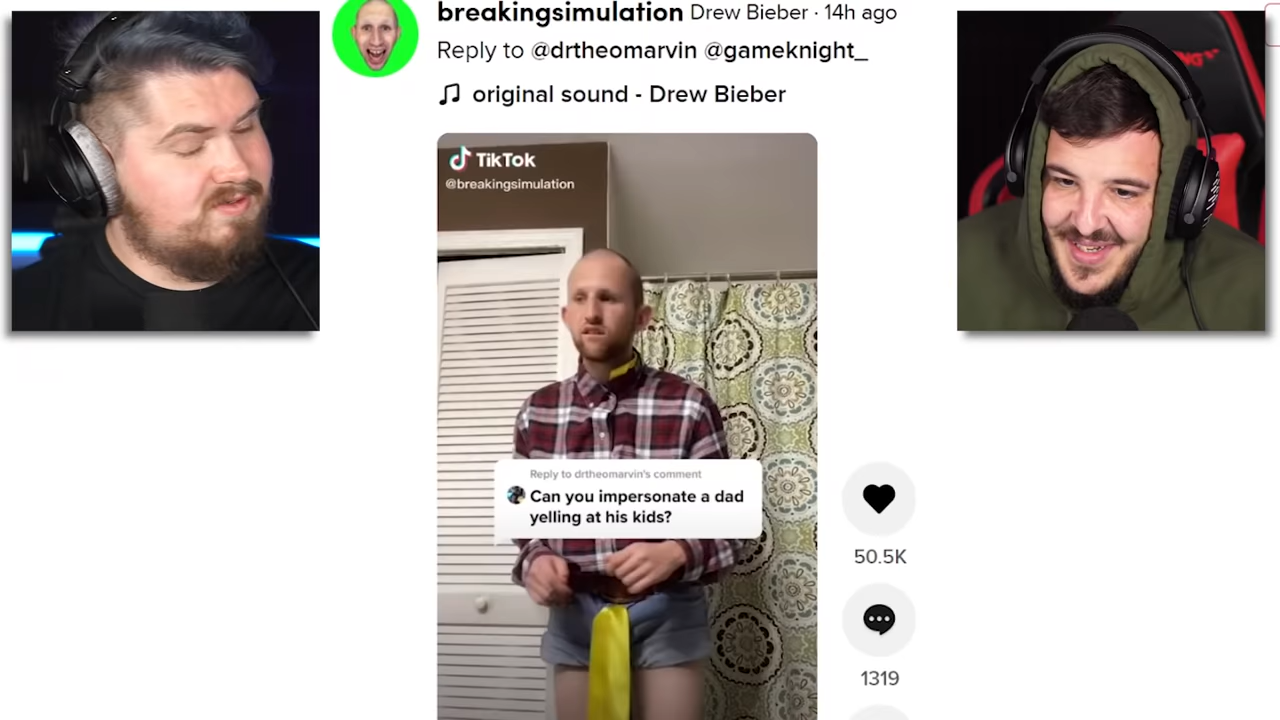 breakingsimulation Drew Bieber · 14h ago
Reply to @drtheomarvin @gameknight_
original sound - Drew Bieber
TikTok
@breakingsimulation
Reply to drtheomarvin's comment
Can you impersonate a dad
yelling at his kids?
50.5K
1319